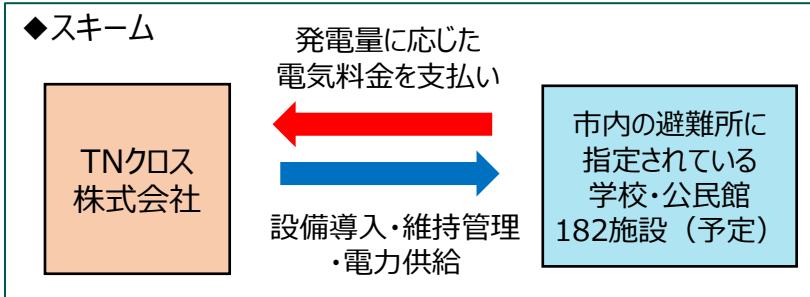 ◆スキーム
発電量に応じた
電気料金を支払い
TNクロス
株式会社
設備導入・維持管理
・電力供給
市内の避難所に
指定されている
学校・公民館
182施設（予定）